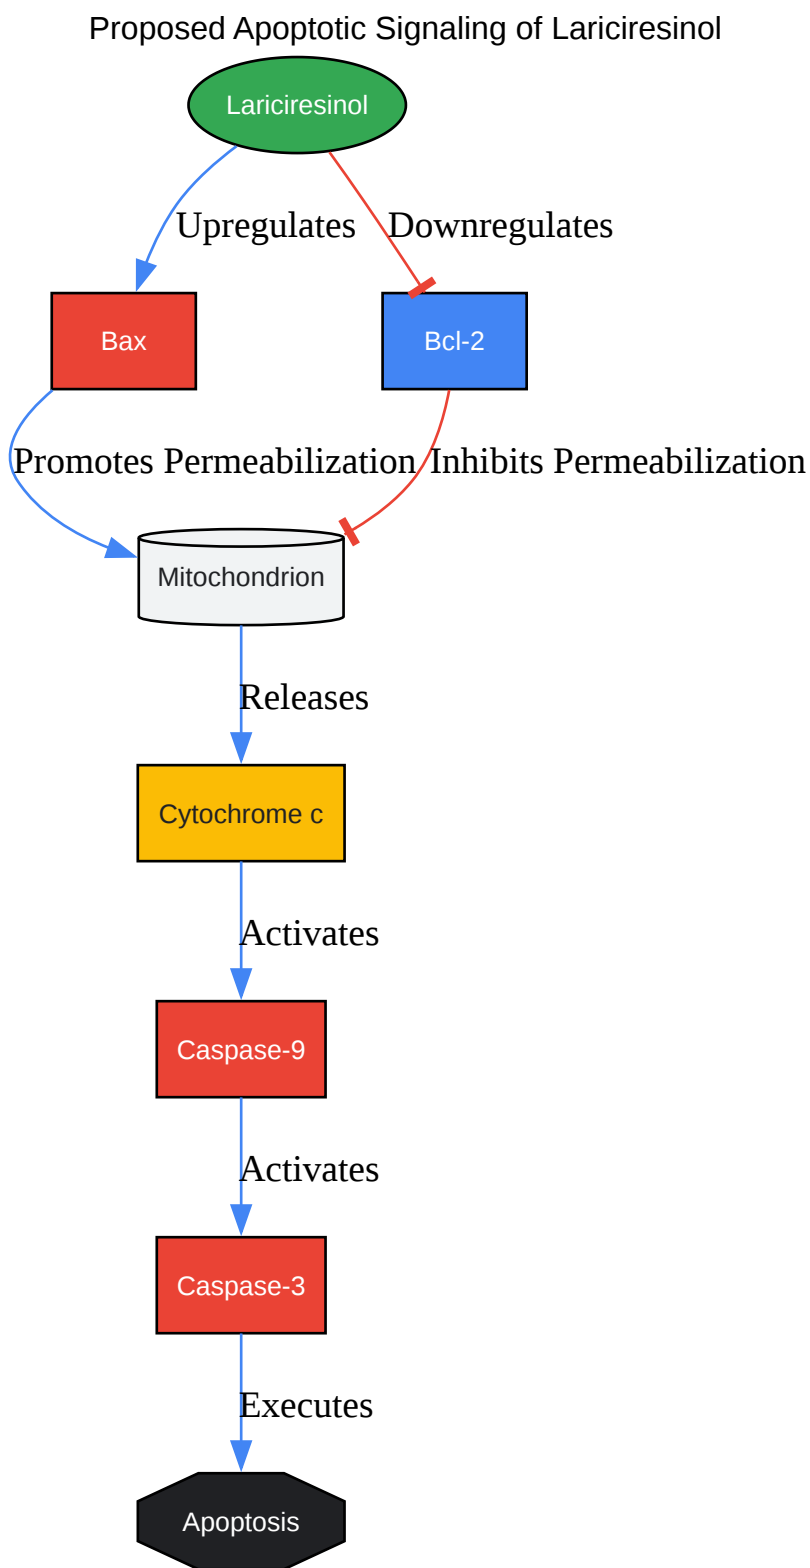 Proposed Apoptotic Signaling of Lariciresinol
Lariciresinol
Upregulates
Downregulates
Bax
Bcl-2
Promotes Permeabilization
Inhibits Permeabilization
Mitochondrion
Releases
Cytochrome c
Activates
Caspase-9
Activates
Caspase-3
Executes
Apoptosis